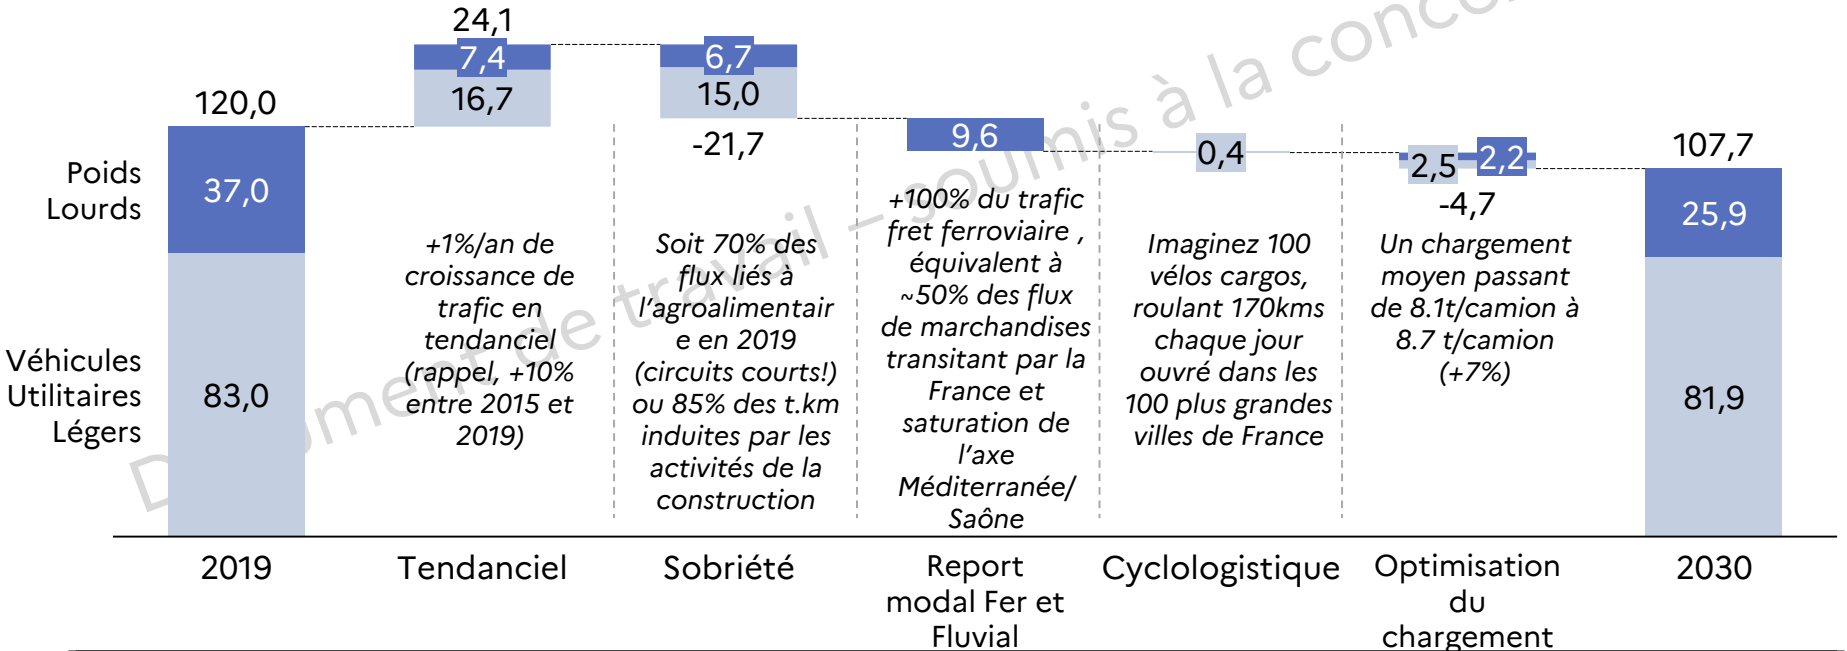 24,1
7,4
16,7
6,7
15,0
-21,7
120,0
37,0
83,0
Poids
Lourds
Véhicules
Utilitaires
Légers
9,6
0,4
2,5
2,2
-4,7
107,7
25,9
81,9
+1%/an de
croissance de
trafic en
tendanciel
(rappel, +10%
entre 2015 et
2019)
Soit 70% des
flux liés à
l'agroalimentair
e en 2019
(circuits courts!)
ou 85% des t.km
induites par les
activités de la
construction
+100% du trafic
fret ferroviaire ,
équivalent à
~50% des flux
de marchandises
transitant par la
France et
saturation de
l'axe
Méditerranée/
Saône
Imaginez 100
vélos cargos,
roulant 170kms
chaque jour
ouvré dans les
100 plus grandes
villes de France
Un chargement
moyen passant
de 8.1t/camion à
8.7 t/camion
(+7%)
2019
Tendanciel
Sobriété
Report
modal Fer et
Fluvial
Cyclologistique
Optimisation
du
chargement
2030
de travail – soumis à la